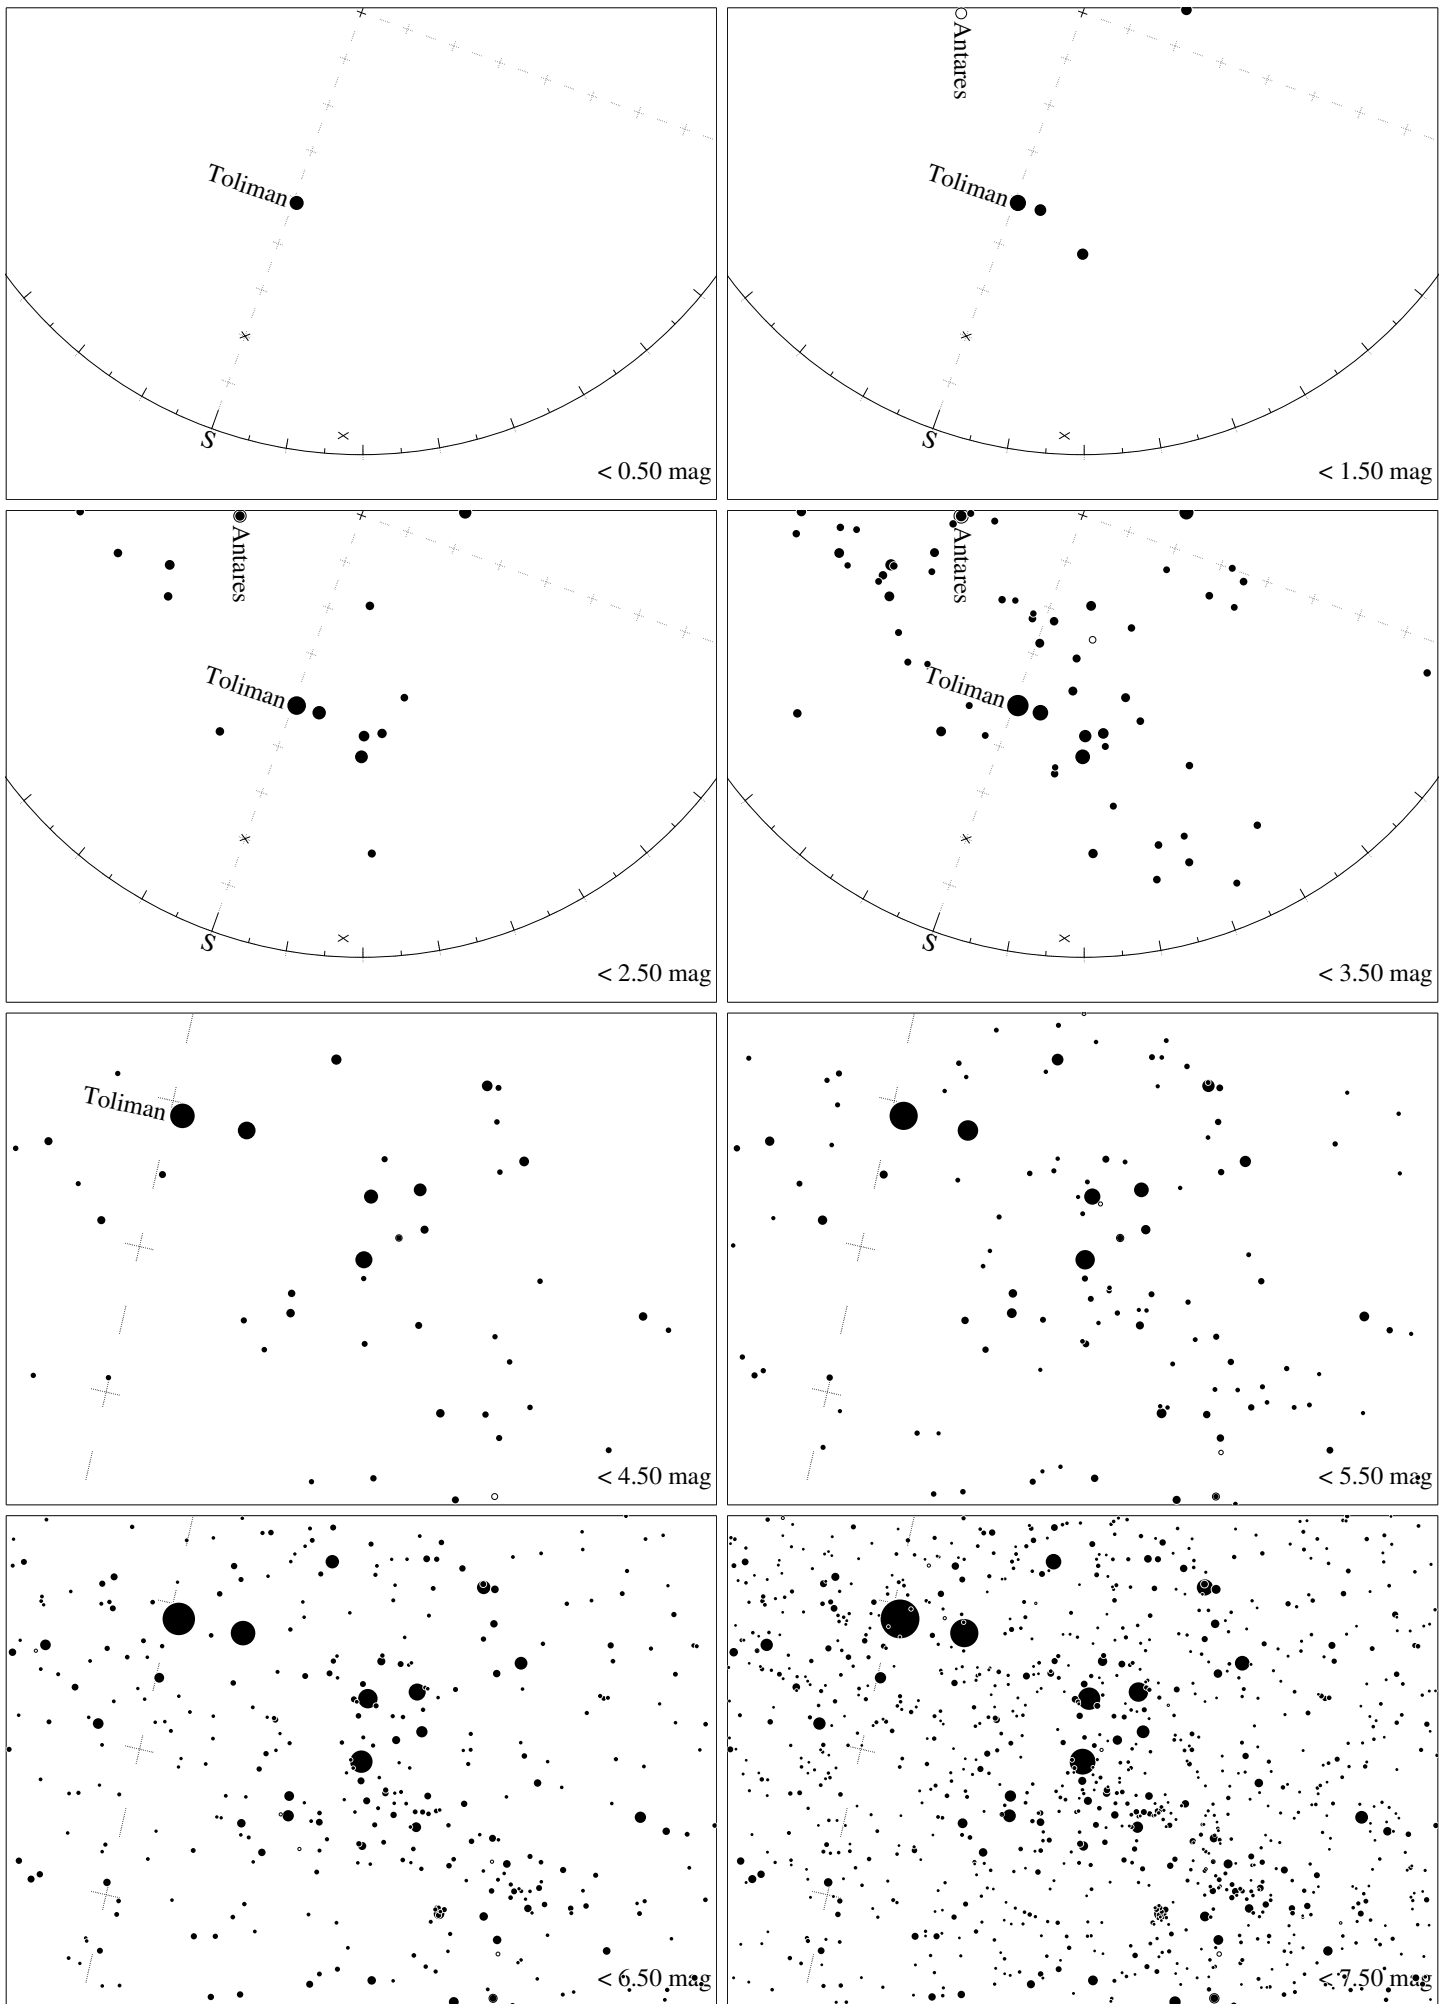 Toliman
S
< 0.50 mag
Antares
Toliman
S
< 1.50 mag
Antares
Toliman
S
< 2.50 mag
Antares
Toliman
S
< 3.50 mag
Toliman
< 4.50 mag
< 5.50 mag
< 6.50 mag
< 7.50 mag